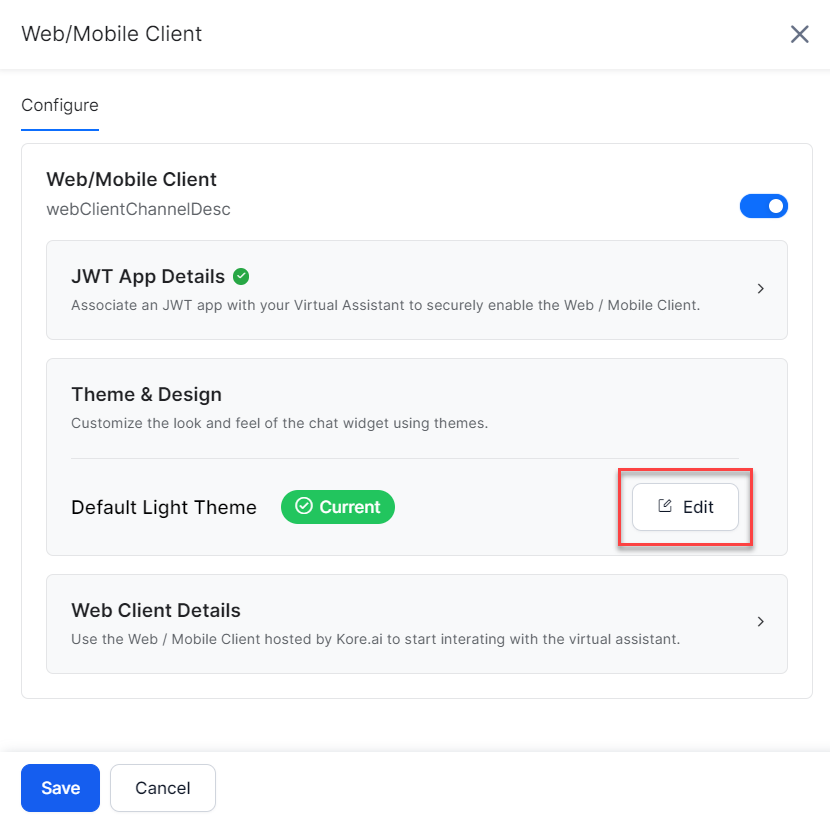 Web/Mobile Client
Configure
Web/Mobile Client
webClientChannelDesc
JWT App Details
Associate an JWT app with your Virtual Assistant to securely enable the Web / Mobile Client.
Theme & Design
Customize the look and feel of the chat widget using themes.
Default Light Theme
Current
Edit
Web Client Details
Use the Web / Mobile Client hosted by Kore.ai to start interating with the virtual assistant.
Save
Cancel